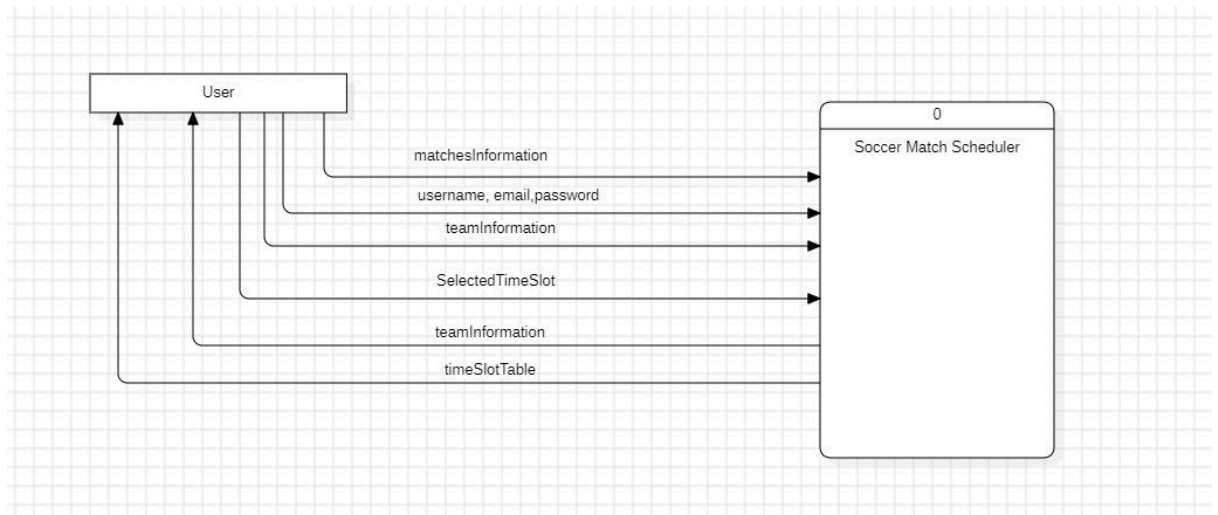 User
0
Soccer Match Scheduler
matchesInformation
username, email,password
teamInformation
SelectedTimeSlot
teamInformation
timeSlotTable